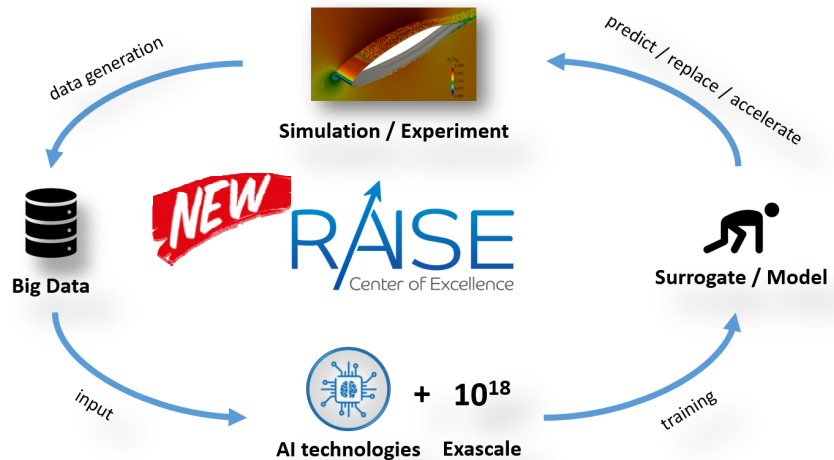 data generation
predict / replace / accelerate
Simulation / Experiment
NEW
RAISE
Center of Excellence
Big Data
Surrogate / Model
input
training
+ 10¹⁸
AI technologies Exascale